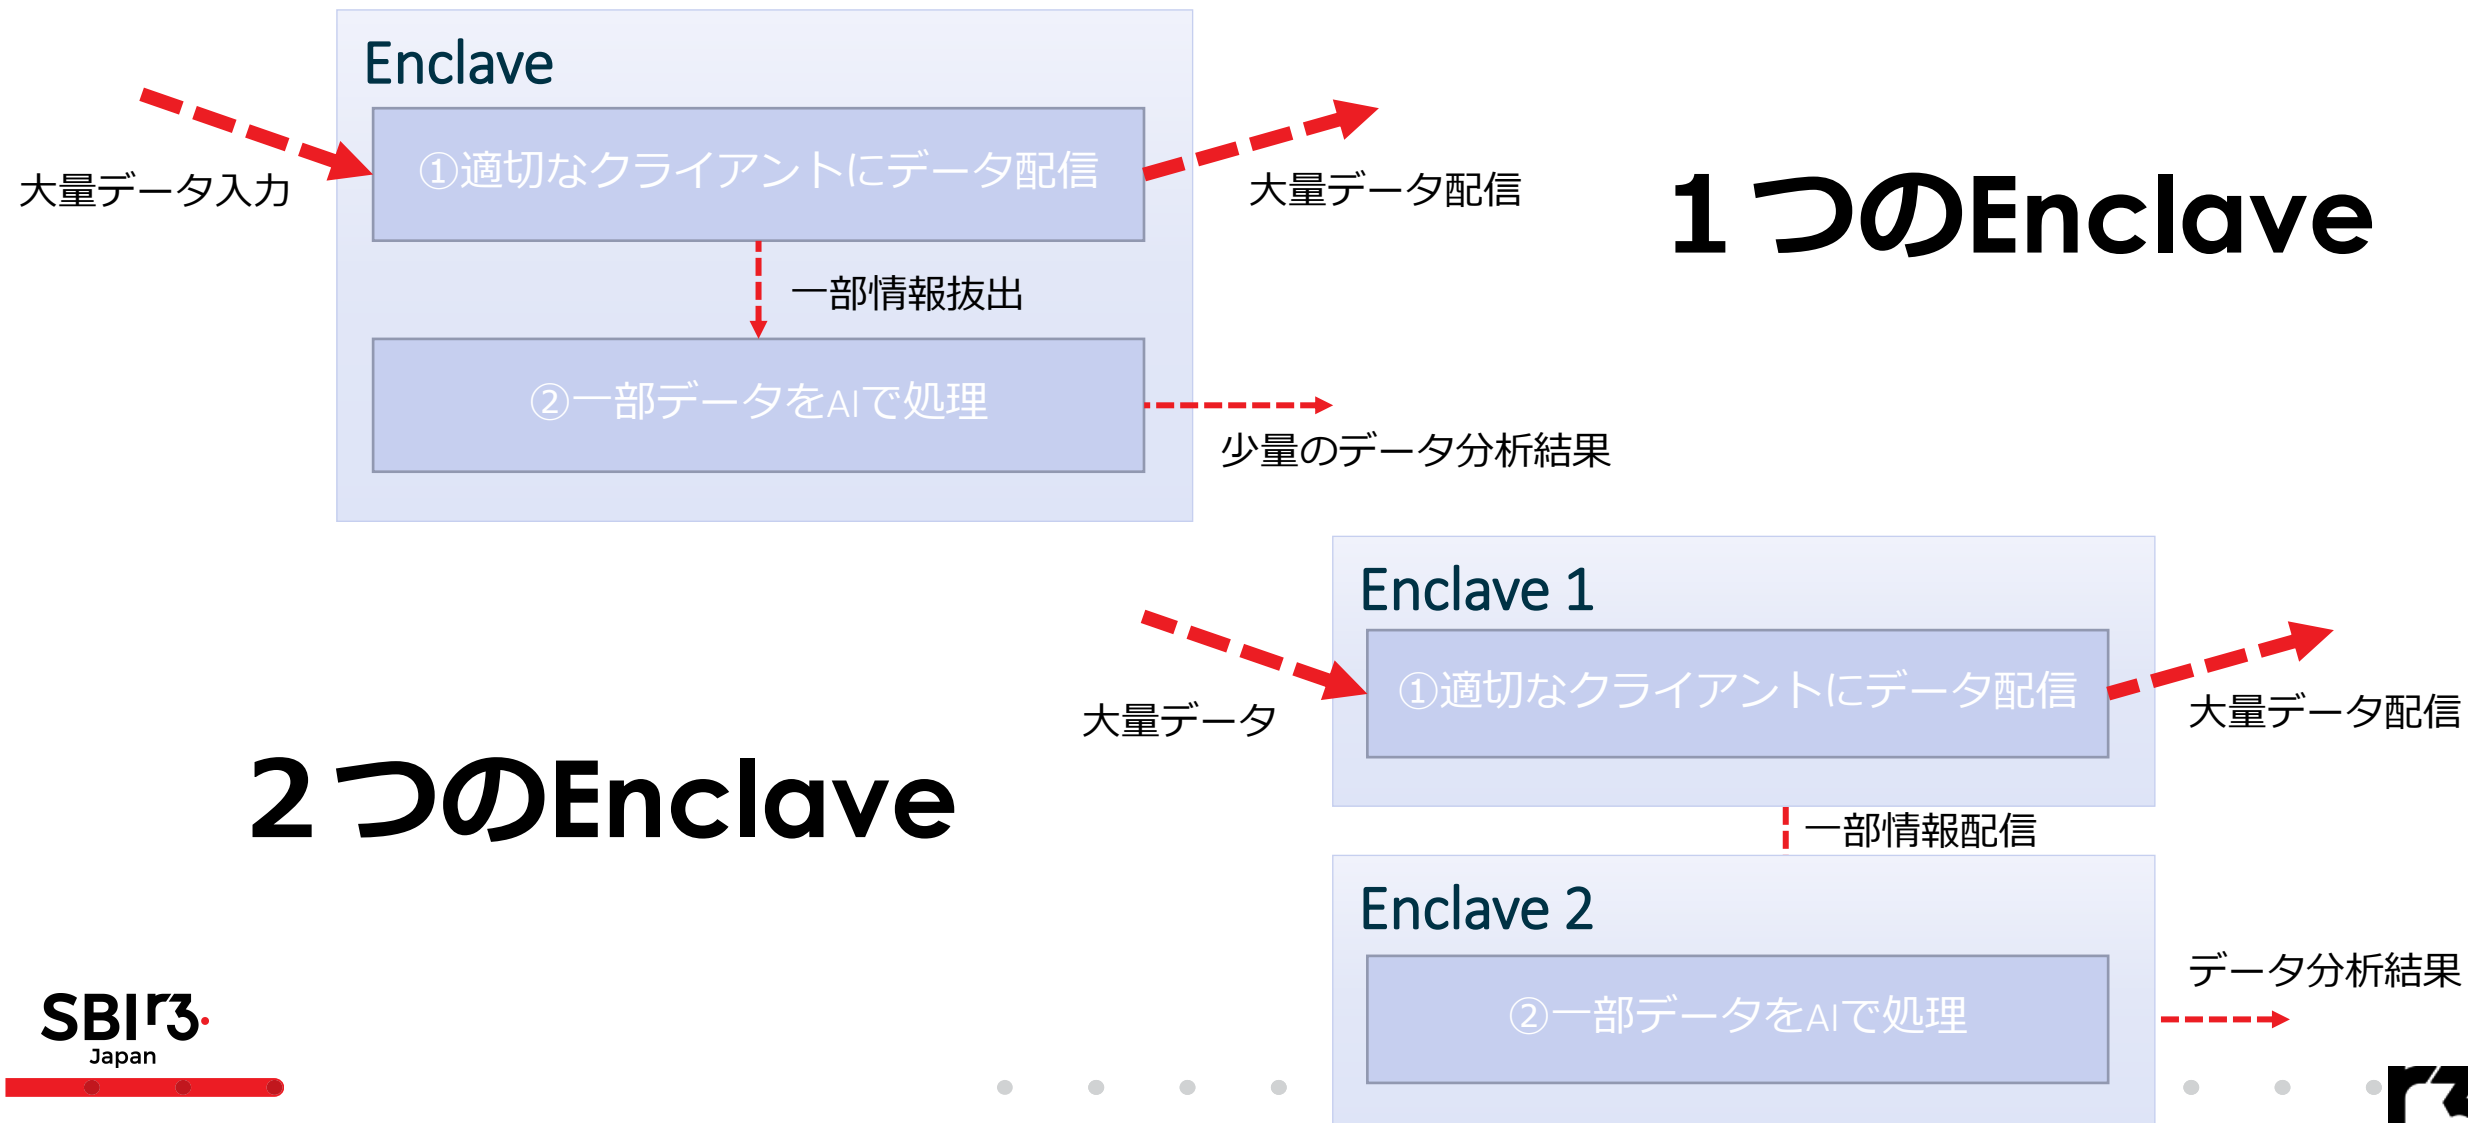 Enclave
①適切なクライアントにデータ配信
大量データ入力
大量データ配信
１つのEnclave
一部情報抜出
②一部データをAIで処理
少量のデータ分析結果
Enclave 1
①適切なクライアントにデータ配信
大量データ
大量データ配信
２つのEnclave
一部情報配信
Enclave 2
データ分析結果
②一部データをAIで処理
SBI r3.
Japan
r3